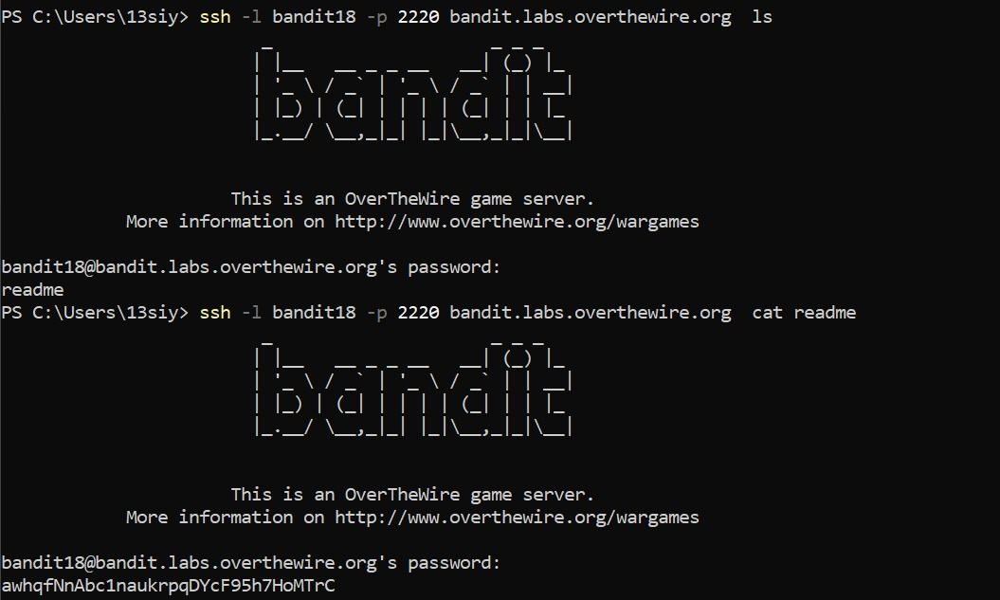 PS C:\Users\13siy> ssh -l bandit18 -p 2220 bandit.labs.overthewire.org  ls
                         _                     _ _ _
                        | |__   __ _ _ __   __| (_) |_
                        | '_ \ / _` | '_ \ / _` | | __|
                        | |_) | (_| | | | | (_| | | |_
                        |_.__/ \__,_|_| |_|\__,_|_|\__|
                      This is an OverTheWire game server.
            More information on http://www.overthewire.org/wargames
bandit18@bandit.labs.overthewire.org's password:
readme
PS C:\Users\13siy> ssh -l bandit18 -p 2220 bandit.labs.overthewire.org  cat readme
                         _                     _ _ _
                        | |__   __ _ _ __   __| (_) |_
                        | '_ \ / _` | '_ \ / _` | | __|
                        | |_) | (_| | | | | (_| | | |_
                        |_.__/ \__,_|_| |_|\__,_|_|\__|
                      This is an OverTheWire game server.
            More information on http://www.overthewire.org/wargames
bandit18@bandit.labs.overthewire.org's password:
awhqfNnAbc1naukrpqDYcF95h7HoMTrC